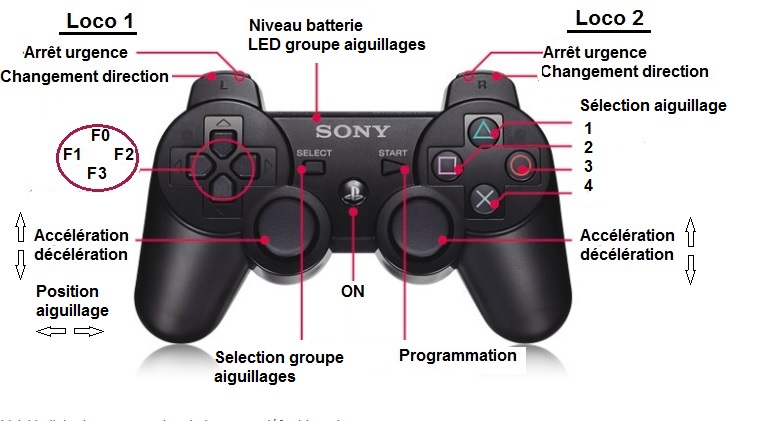 Loco 1
Niveau batterie
LED groupe aiguillages
Loco 2
Arrêt urgence
Changement direction
L
Arrêt urgence
Changement direction
R
Sélection aiguillage
1
2
3
4
SONY
SELECT
START
F0
F1
F2
F3
Accélération
décélération
Accélération
décélération
Position
aiguillage
ON
Selection groupe
aiguillages
Programmation